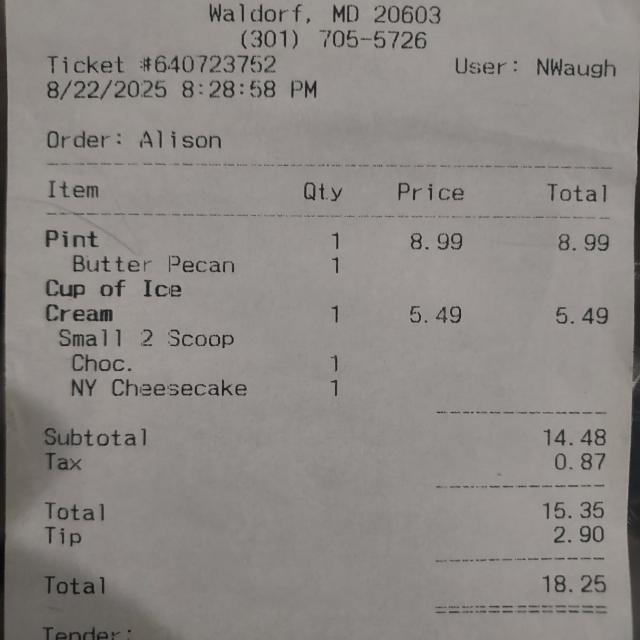 Waldorf, MD 20603
(301) 705-5726
Ticket #640723752 User: NWaugh
8/22/2025 8:28:58 PM
Order: Alison
Item Qty Price Total
Pint 1 8.99 8.99
Butter Pecan 1
Cup of Ice
Cream 1 5.49 5.49
Small 2 Scoop
Choc. 1
NY Cheesecake 1
Subtotal 14.48
Tax 0.87
Total 15.35
Tip 2.90
Total 18.25
Tender: